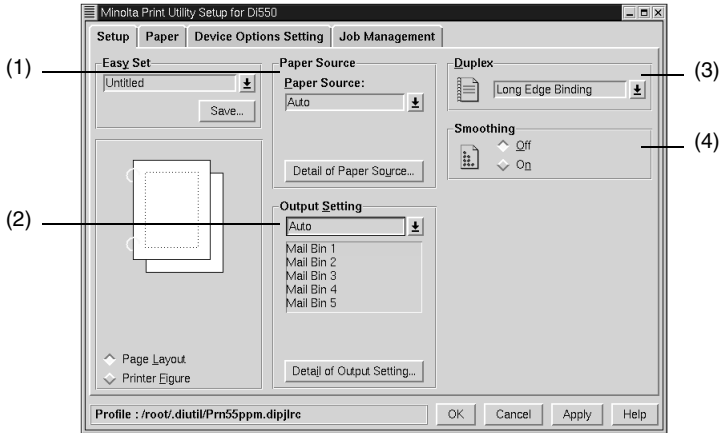 Minolta Print Utility Setup for Di550
Setup Paper Device Options Setting Job Management
(1)
Easy Set
Untitled
Save...
Paper Source
Paper Source:
Auto
Detail of Paper Source...
Duplex
Long Edge Binding
(3)
Smoothing
Off
On
(4)
(2)
Output Setting
Auto
Mail Bin 1
Mail Bin 2
Mail Bin 3
Mail Bin 4
Mail Bin 5
Detail of Output Setting...
Page Layout
Printer Figure
Profile : /root/.diutil/Prn55ppm.dipjlrc
OK Cancel Apply Help